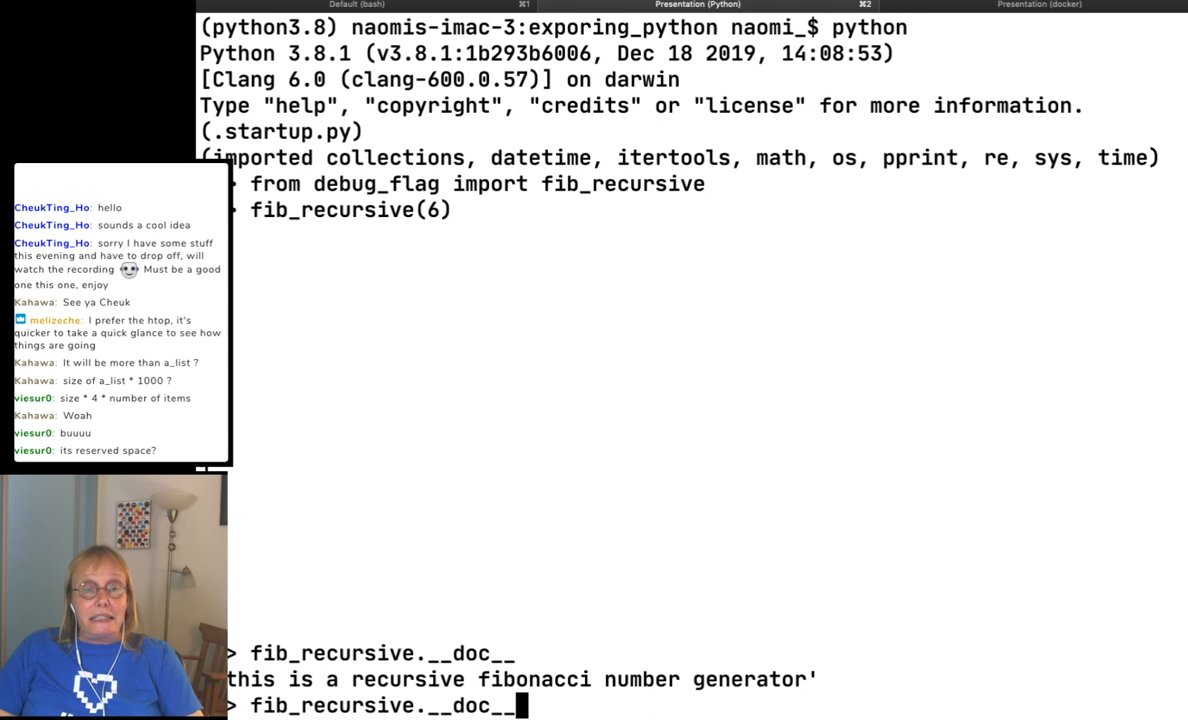 Default (bash) ⌘1 Presentation (Python) ⌘2 Presentation (docker)
(python3.8) naomis-imac-3:exporing_python naomi_$ python
Python 3.8.1 (v3.8.1:1b293b6006, Dec 18 2019, 14:08:53)
[Clang 6.0 (clang-600.0.57)] on darwin
Type "help", "copyright", "credits" or "license" for more information.
(.startup.py)
(imported collections, datetime, itertools, math, os, pprint, re, sys, time)
from debug_flag import fib_recursive
fib_recursive(6)
CheukTing_Ho: hello
CheukTing_Ho: sounds a cool idea
CheukTing_Ho: sorry I have some stuff
this evening and have to drop off, will
watch the recording Must be a good
one this one, enjoy
Kahawa: See ya Cheuk
melizeche: I prefer the htop, it's
quicker to take a quick glance to see how
things are going
Kahawa: It will be more than a_list ?
Kahawa: size of a_list * 1000 ?
viesur0: size * 4 * number of items
Kahawa: Woah
viesur0: buuuu
viesur0: its reserved space?
> fib_recursive.__doc__
this is a recursive fibonacci number generator'
> fib_recursive.__doc__